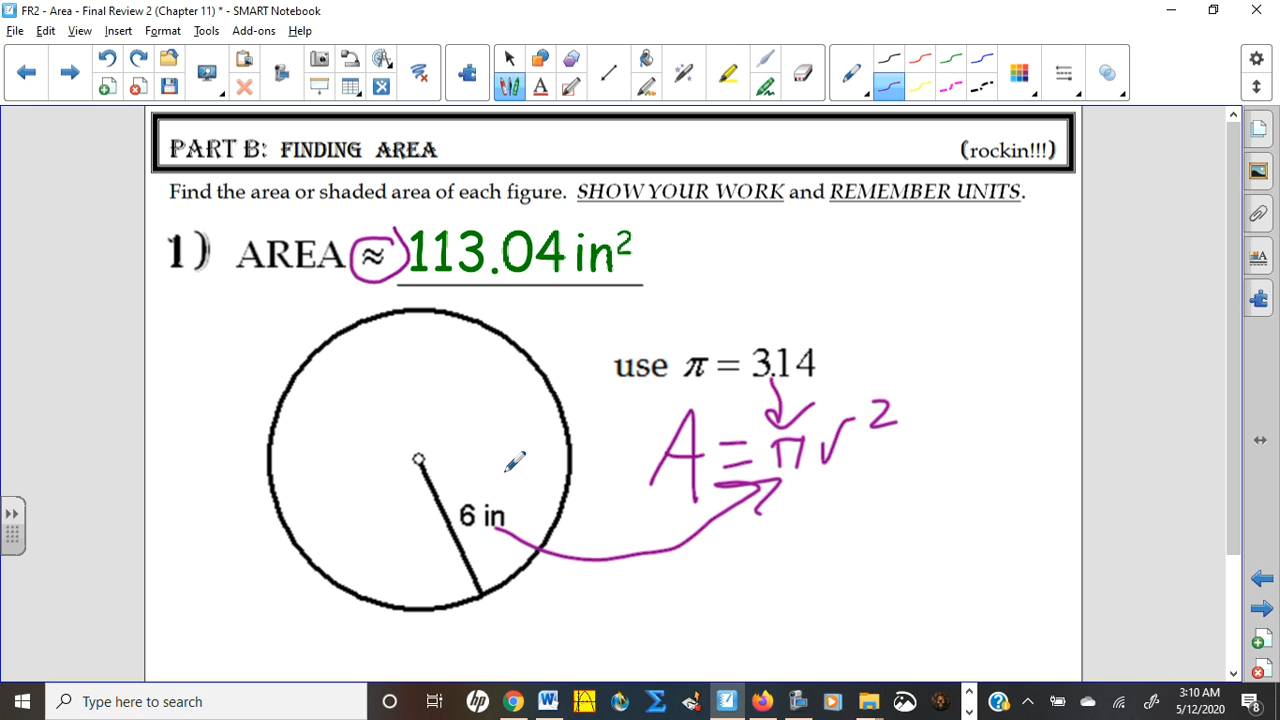 FR2 - Area - Final Review 2 (Chapter 11) * - SMART Notebook
File Edit View Insert Format Tools Add-ons Help
PART B: FINDING AREA (rockin!!!)
Find the area or shaded area of each figure. SHOW YOUR WORK and REMEMBER UNITS.
1) AREA ≈ 113.04 in²
use π = 3.14
A = πr²
6 in
Type here to search
3:10 AM
5/12/2020
8